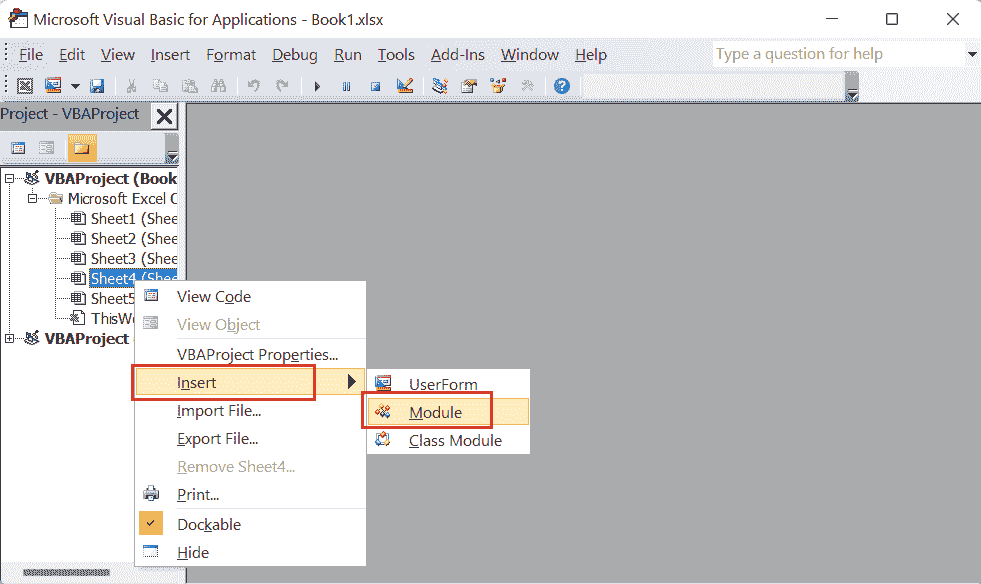 Microsoft Visual Basic for Applications - Book1.xlsx
File Edit View Insert Format Debug Run Tools Add-Ins Window Help Type a question for help
Project - VBAProject
VBAProject (Book
Microsoft Excel O
Sheet1 (Shee
Sheet2 (Shee
Sheet3 (Shee
Sheet4 (Shee
Sheet5
ThisWo
VBAProject
View Code
View Object
VBAProject Properties...
Insert
Import File...
Export File...
Remove Sheet4...
Print...
Dockable
Hide
UserForm
Module
Class Module